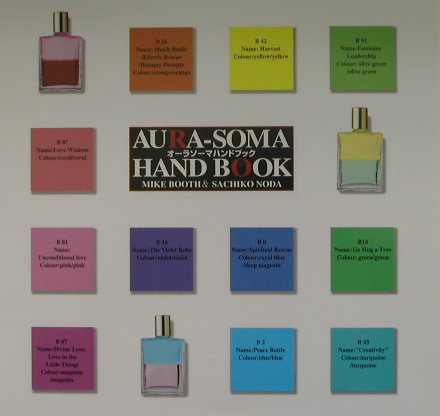 B 26
Name: Shock Bottle
/Etheric Rescue
/Humpty Dumpty
Colour:orange/orange
B 42
Name: Harvest
Colour:yellow/yellow
B 91
Name:Feminine
Leadership
Colour: olive green
/olive green
B 87
Name:Love Wisdom
Colour:coral/coral
AURA-SOMA
オーラソーマハンドブック
HAND BOOK
MIKE BOOTH & SACHIKO NODA
B 81
Name:
Unconditional love
Colour:pink/pink
B 16
Name:The Violet Robe
Colour:violet/violet
B 0
Name:Spiritual Rescue
Colour:royal blue
/deep magenta
B10
Name: Go Hug a Tree
Colour: green/green
B 67
Name:Divine Love,
Love in the
Little Things
Colour:magenta
/magenta
B 2
Name:Peace Bottle
Colour:blue/blue
B 43
Name:"Creativity"
Colour:turquoise
/turquoise